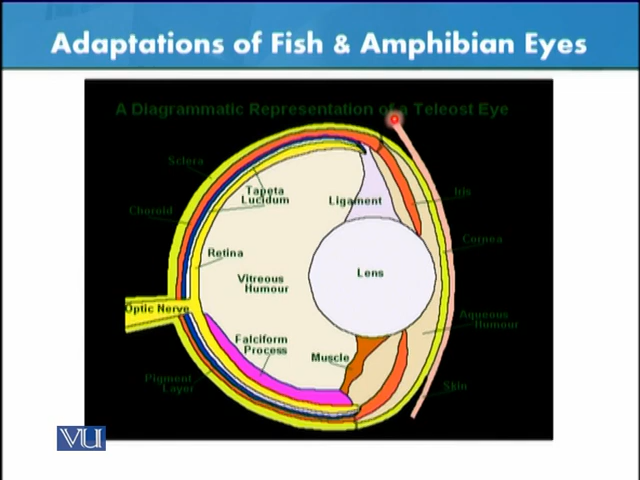 Adaptations of Fish & Amphibian Eyes
A Diagrammatic Representation of a Teleost Eye
Sclera
Tapeta
Lucidum
Ligament
Iris
Choroid
Retina
Cornea
Lens
Vitreous
Humour
Optic Nerve
Aqueous
Humour
Falciform
Process
Muscle
Pigment
Layer
Skin
VU